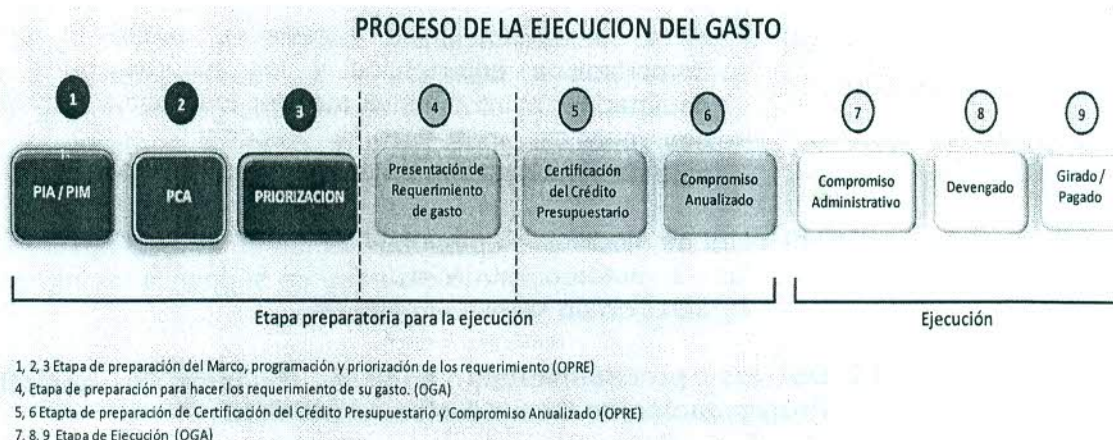 PROCESO DE LA EJECUCION DEL GASTO
1
2
3
4
5
6
7
8
9
PIA / PIM
PCA
PRIORIZACION
Presentación de
Requerimiento
de gasto
Certificación
del Crédito
Presupuestario
Compromiso
Anualizado
Compromiso
Administrativo
Devengado
Girado /
Pagado
Etapa preparatoria para la ejecución
Ejecución
1, 2, 3 Etapa de preparación del Marco, programación y priorización de los requerimiento (OPRE)
4, Etapa de preparación para hacer los requerimiento de su gasto. (OGA)
5, 6 Etapta de preparación de Certificación del Crédito Presupuestario y Compromiso Anualizado (OPRE)
7, 8, 9 Etapa de Ejecución (OGA)